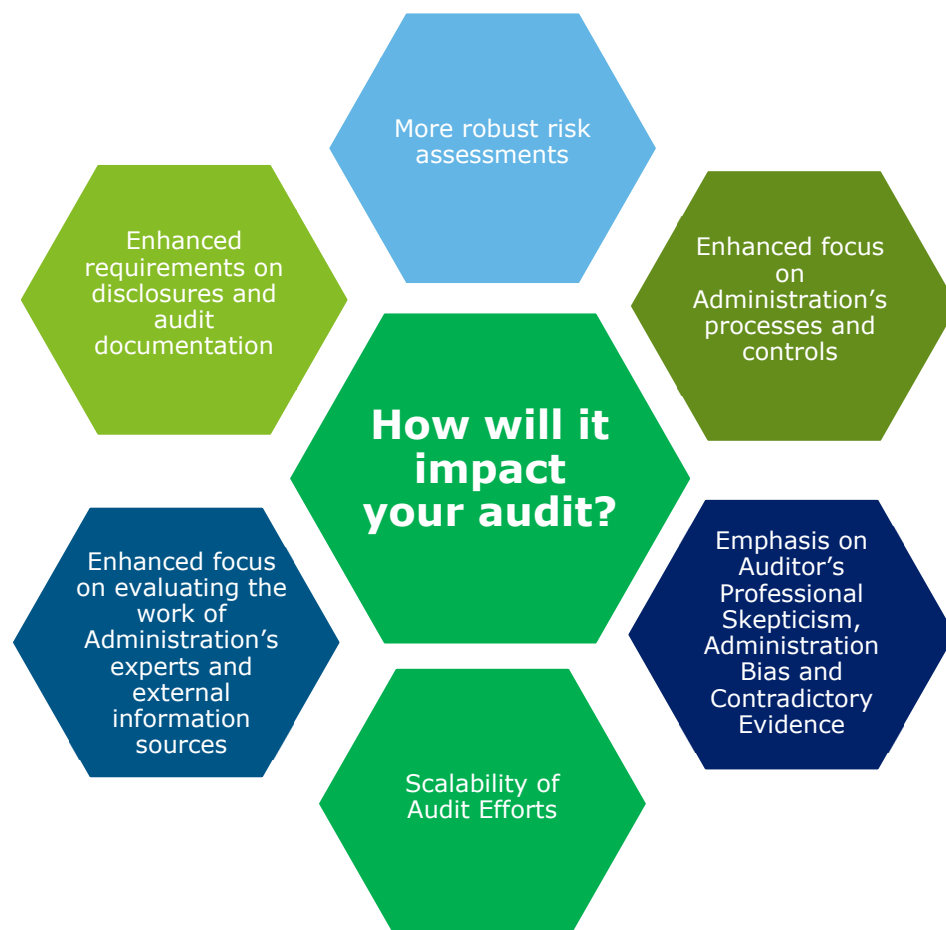 More robust risk
assessments
Enhanced
requirements on
disclosures and
audit
documentation
Enhanced focus
on
Administration's
processes and
controls
How will it
impact
your audit?
Enhanced focus
on evaluating the
work of
Administration's
experts and
external
information
sources
Emphasis on
Auditor's
Professional
Skepticism,
Administration
Bias and
Contradictory
Evidence
Scalability of
Audit Efforts